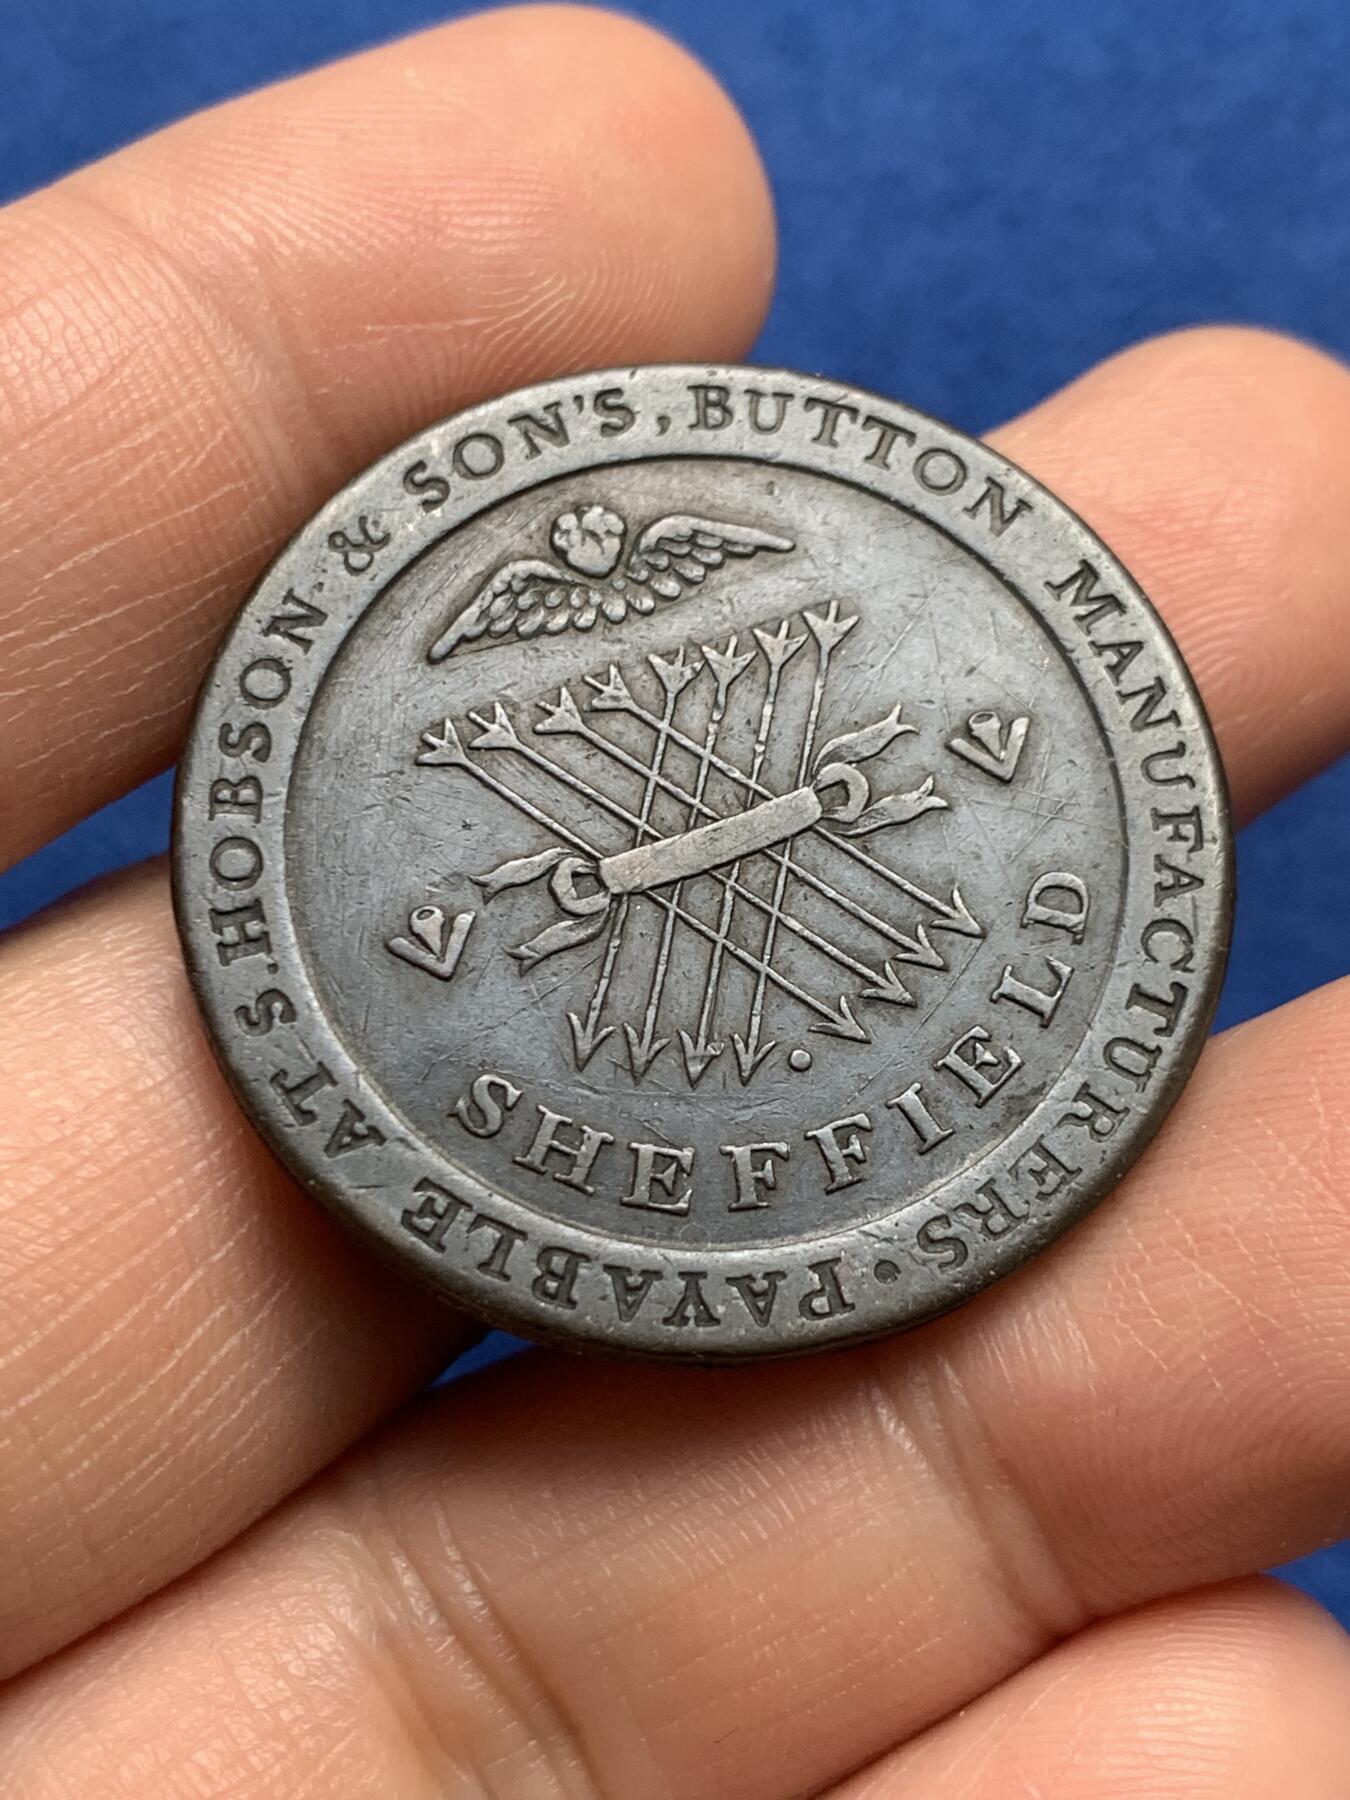 PAYABLE AT S.HOBSON & SON'S, BUTTON MANUFACTURERS.
SHEFFIELD